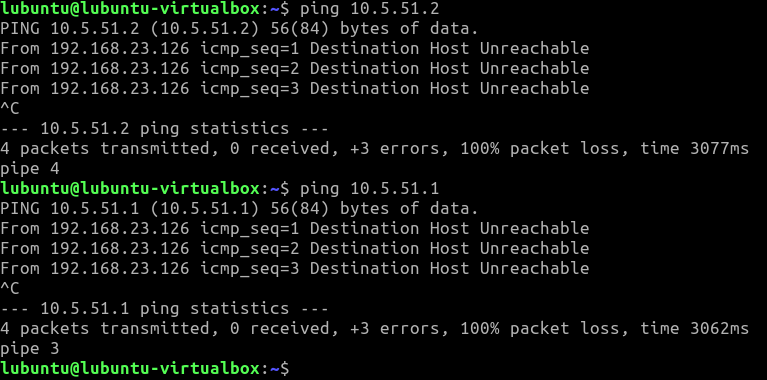 lubuntu@lubuntu-virtualbox:~$ ping 10.5.51.2
PING 10.5.51.2 (10.5.51.2) 56(84) bytes of data.
From 192.168.23.126 icmp_seq=1 Destination Host Unreachable
From 192.168.23.126 icmp_seq=2 Destination Host Unreachable
From 192.168.23.126 icmp_seq=3 Destination Host Unreachable
^C
--- 10.5.51.2 ping statistics ---
4 packets transmitted, 0 received, +3 errors, 100% packet loss, time 3077ms
pipe 4
lubuntu@lubuntu-virtualbox:~$ ping 10.5.51.1
PING 10.5.51.1 (10.5.51.1) 56(84) bytes of data.
From 192.168.23.126 icmp_seq=1 Destination Host Unreachable
From 192.168.23.126 icmp_seq=2 Destination Host Unreachable
From 192.168.23.126 icmp_seq=3 Destination Host Unreachable
^C
--- 10.5.51.1 ping statistics ---
4 packets transmitted, 0 received, +3 errors, 100% packet loss, time 3062ms
pipe 3
lubuntu@lubuntu-virtualbox:~$